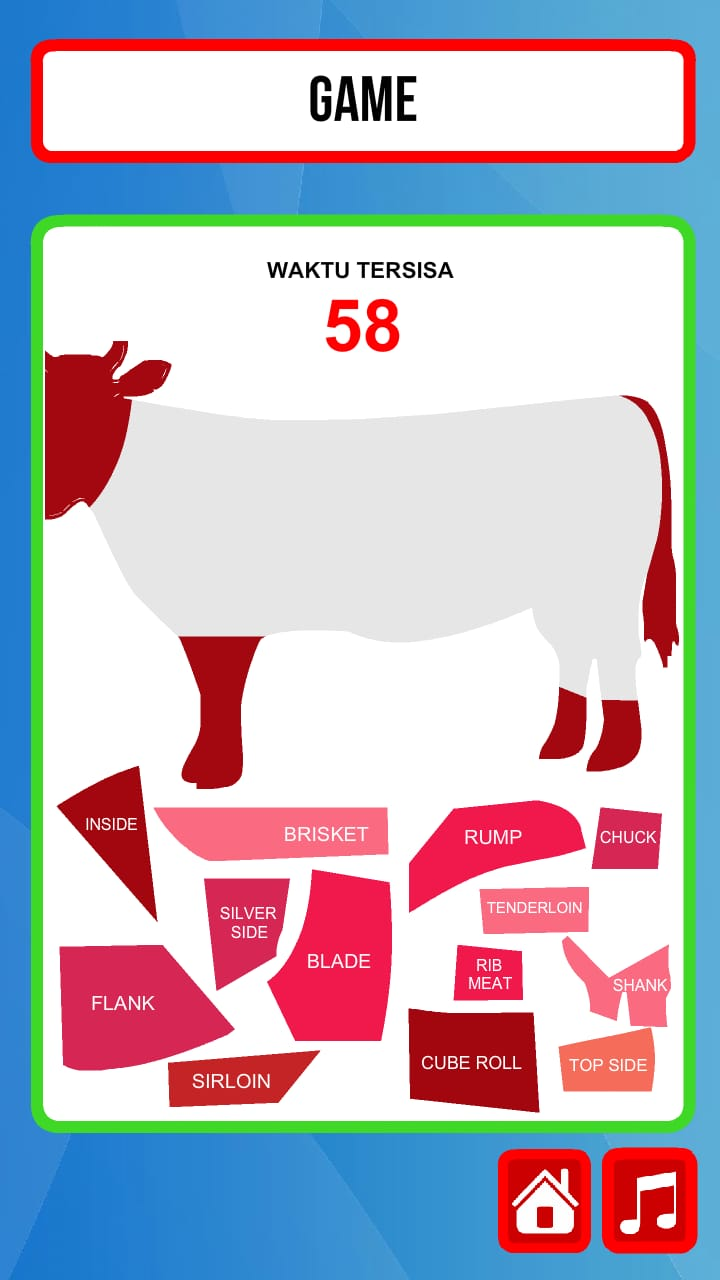 GAME
WAKTU TERSISA
58
INSIDE
BRISKET
RUMP
CHUCK
SILVER
SIDE
BLADE
TENDERLOIN
RIB
MEAT
SHANK
FLANK
CUBE ROLL
TOP SIDE
SIRLOIN